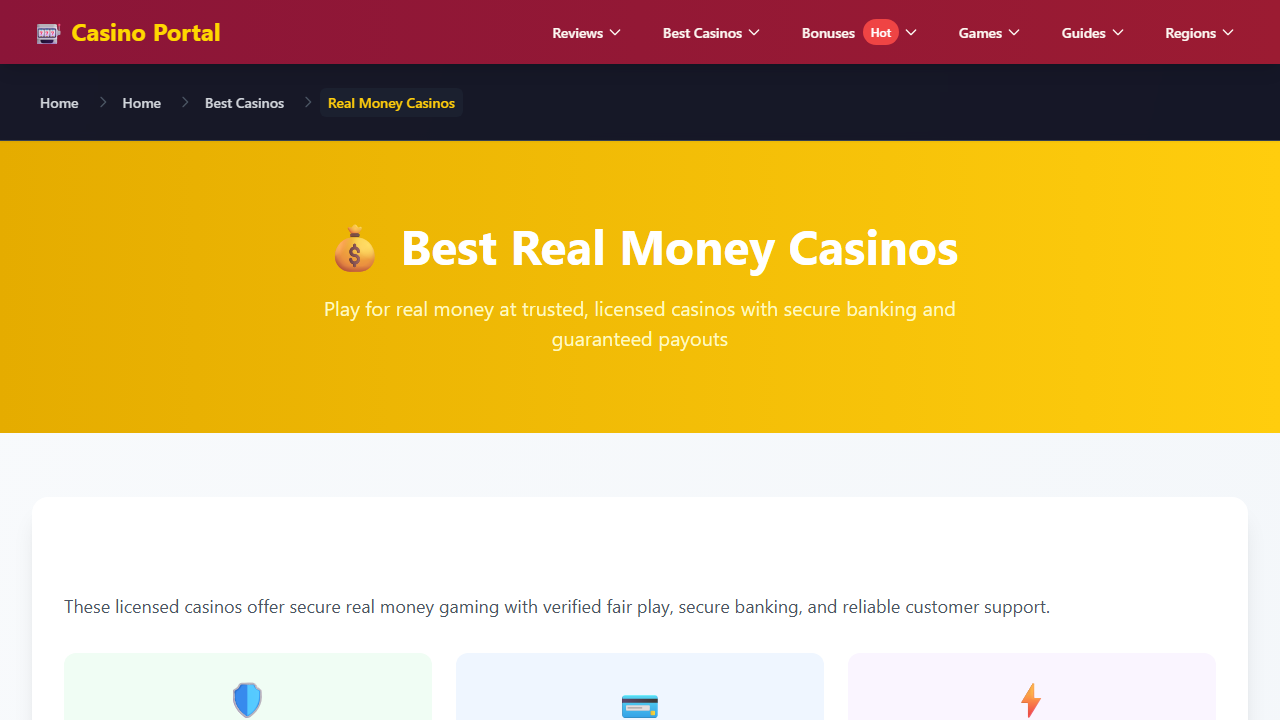 Casino Portal
Reviews
Best Casinos
Bonuses Hot
Games
Guides
Regions
Home
Home
Best Casinos
Real Money Casinos
Best Real Money Casinos
Play for real money at trusted, licensed casinos with secure banking and
guaranteed payouts
These licensed casinos offer secure real money gaming with verified fair play, secure banking, and reliable customer support.